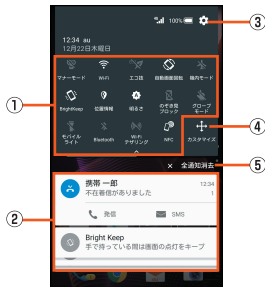 100%
③
12:34 au
12月22日木曜日
マナーモード Wi-Fi エコ技 自動画面回転 機内モード
①
BrightKeep 位置情報 明るさ のぞき見ブロック グローブモード
④
モバイルライト Bluetooth Wi-Fiテザリング NFC カスタマイズ
× 全通知消去 ⑤
携帯 一郎 12:34
不在着信がありました 1
②
発信 SMS
Bright Keep
手で持っている間は画面の点灯をキープ